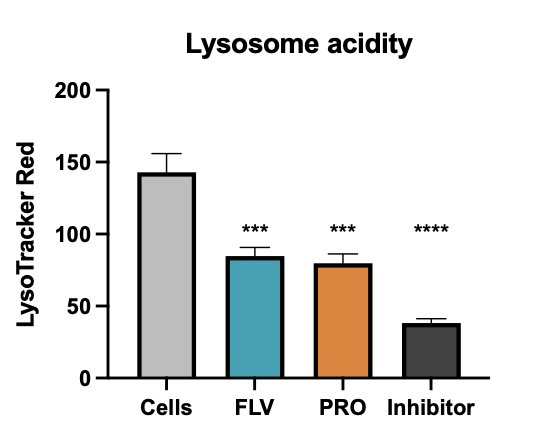 Lysosome acidity
LysoTracker Red
200
150
100
50
0
*** *** ****
Cells FLV PRO Inhibitor